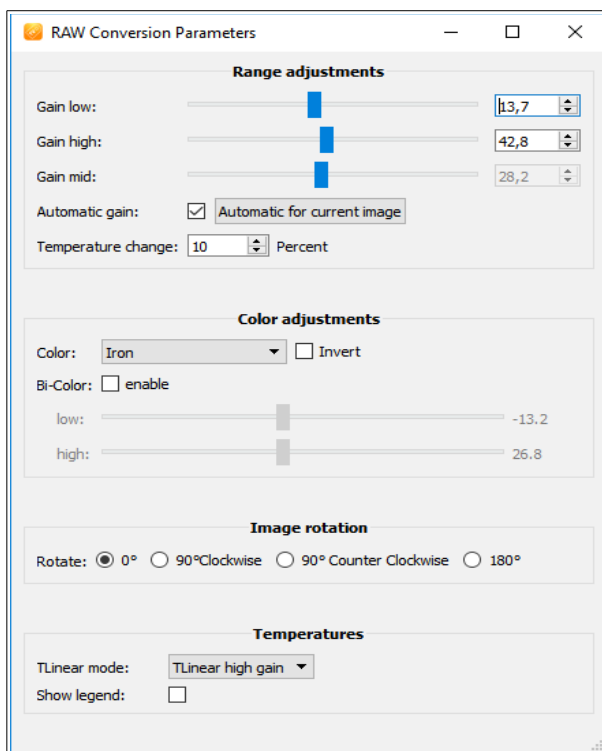 RAW Conversion Parameters
Range adjustments
Gain low: 13,7
Gain high: 42,8
Gain mid: 28,2
Automatic gain: Automatic for current image
Temperature change: 10 Percent
Color adjustments
Color: Iron Invert
Bi-Color: enable
low: -13.2
high: 26.8
Image rotation
Rotate: 0° 90°Clockwise 90° Counter Clockwise 180°
Temperatures
TLinear mode: TLinear high gain
Show legend: